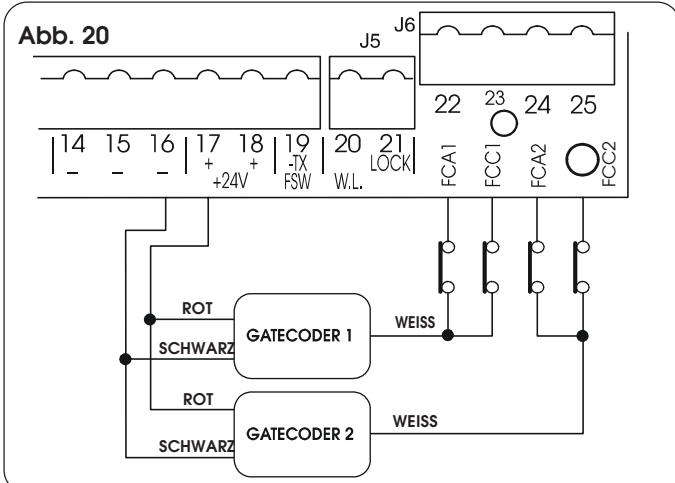 Abb. 20
J5
J6
22 23 24 25
14 15 16 17 18 19 20 21
– – – + + -TX LOCK
+24V FSW W.L.
FCA1 FCC1 FCA2 FCC2
ROT
GATECODER 1
WEISS
SCHWARZ
ROT
GATECODER 2
WEISS
SCHWARZ